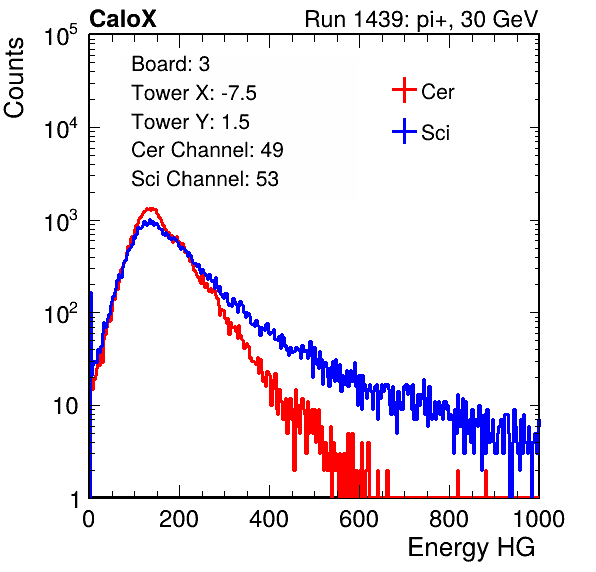 CaloX Run 1439: pi+, 30 GeV
Board: 3
Tower X: -7.5
Tower Y: 1.5
Cer Channel: 49
Sci Channel: 53
Cer
Sci
Counts
10^5
10^4
10^3
10^2
10
1
0 200 400 600 800 1000
Energy HG